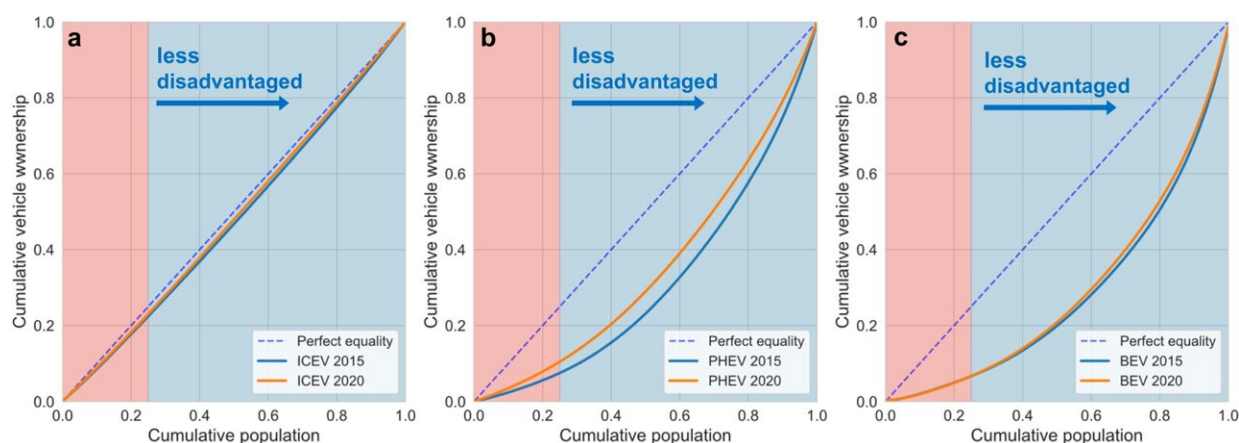 a
1.0
0.8
0.6
0.4
0.2
0.0
Cumulative vehicle wwnership
less
disadvantaged
Perfect equality
ICEV 2015
ICEV 2020
0.0 0.2 0.4 0.6 0.8 1.0
Cumulative population
b
1.0
0.8
0.6
0.4
0.2
0.0
Cumulative vehicle wwnership
less
disadvantaged
Perfect equality
PHEV 2015
PHEV 2020
0.0 0.2 0.4 0.6 0.8 1.0
Cumulative population
c
1.0
0.8
0.6
0.4
0.2
0.0
Cumulative vehicle wwnership
less
disadvantaged
Perfect equality
BEV 2015
BEV 2020
0.0 0.2 0.4 0.6 0.8 1.0
Cumulative population